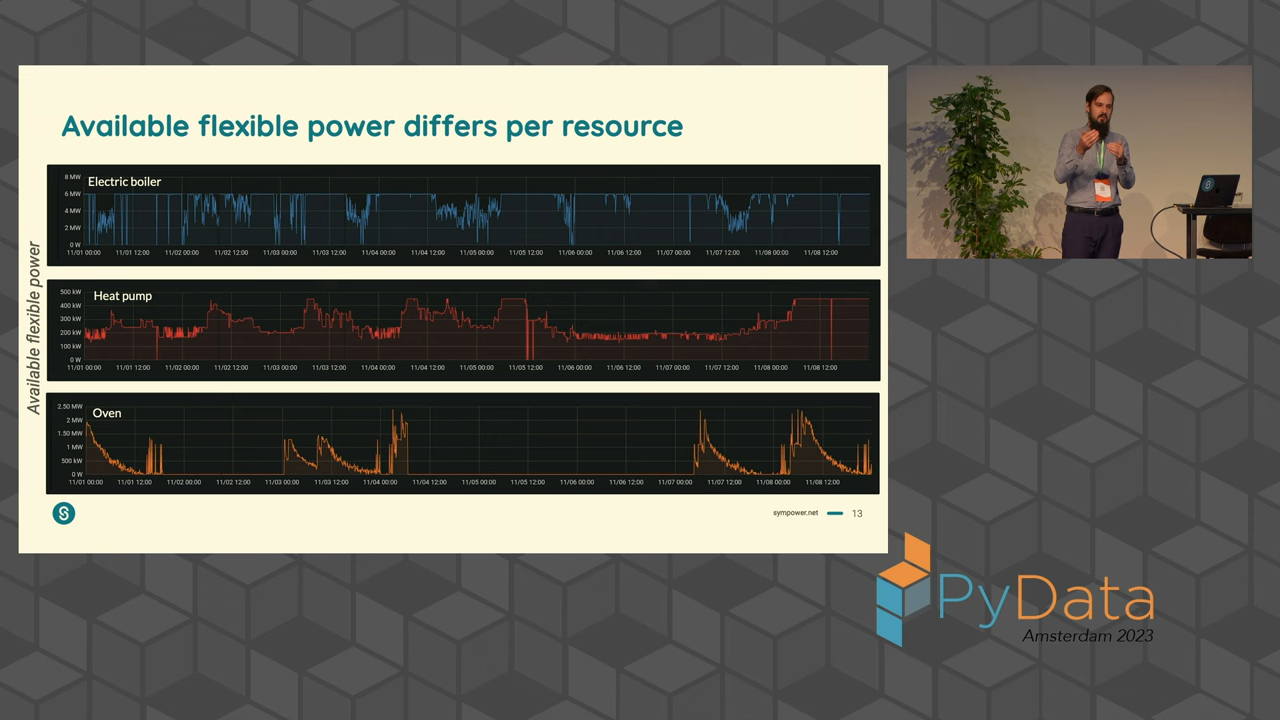 Available flexible power differs per resource
Available flexible power
Electric boiler
8 MW
6 MW
4 MW
2 MW
0 W
11/01 00:00 11/01 12:00 11/02 00:00 11/02 12:00 11/03 00:00 11/03 12:00 11/04 00:00 11/04 12:00 11/05 00:00 11/05 12:00 11/06 00:00 11/06 12:00 11/07 00:00 11/07 12:00 11/08 00:00 11/08 12:00
Heat pump
500 kW
400 kW
300 kW
200 kW
100 kW
0 W
11/01 00:00 11/01 12:00 11/02 00:00 11/02 12:00 11/03 00:00 11/03 12:00 11/04 00:00 11/04 12:00 11/05 00:00 11/05 12:00 11/06 00:00 11/06 12:00 11/07 00:00 11/07 12:00 11/08 00:00 11/08 12:00
Oven
2.50 MW
2 MW
1.50 MW
1 MW
500 kW
0 W
11/01 00:00 11/01 12:00 11/02 00:00 11/02 12:00 11/03 00:00 11/03 12:00 11/04 00:00 11/04 12:00 11/05 00:00 11/05 12:00 11/06 00:00 11/06 12:00 11/07 00:00 11/07 12:00 11/08 00:00 11/08 12:00
sympower.net 13
PyData
Amsterdam 2023